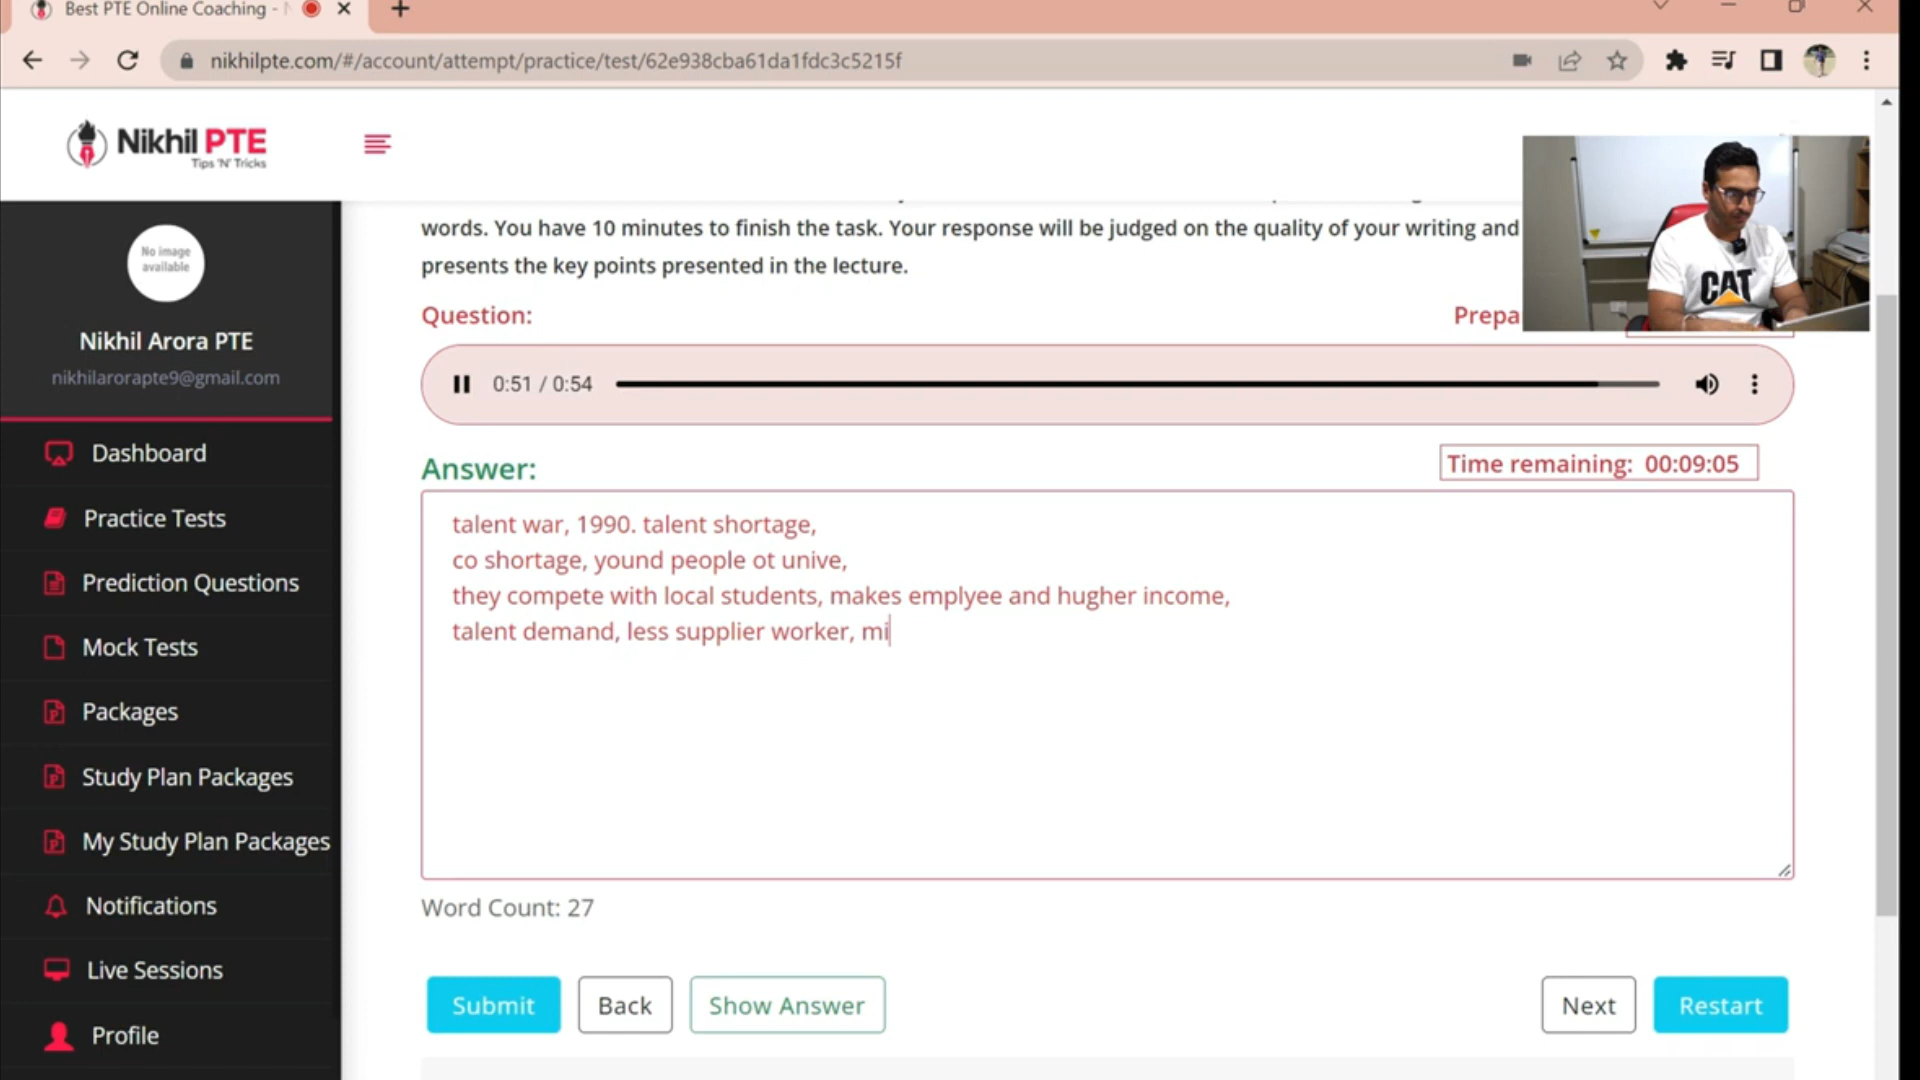 Best PTE Online Coaching -
nikhilpte.com/#/account/attempt/practice/test/62e938cba61da1fdc3c5215f
Nikhil PTE
Tips 'N' Tricks
No image
available
Nikhil Arora PTE
nikhilarorapte9@gmail.com
Dashboard
Practice Tests
Prediction Questions
Mock Tests
Packages
Study Plan Packages
My Study Plan Packages
Notifications
Live Sessions
Profile
words. You have 10 minutes to finish the task. Your response will be judged on the quality of your writing and
presents the key points presented in the lecture.
Question:
Prepa
CAT
0:51 / 0:54
Answer:
Time remaining: 00:09:05
talent war, 1990. talent shortage,
co shortage, yound people ot unive,
they compete with local students, makes emplyee and hugher income,
talent demand, less supplier worker, mi
Word Count: 27
Submit
Back
Show Answer
Next
Restart